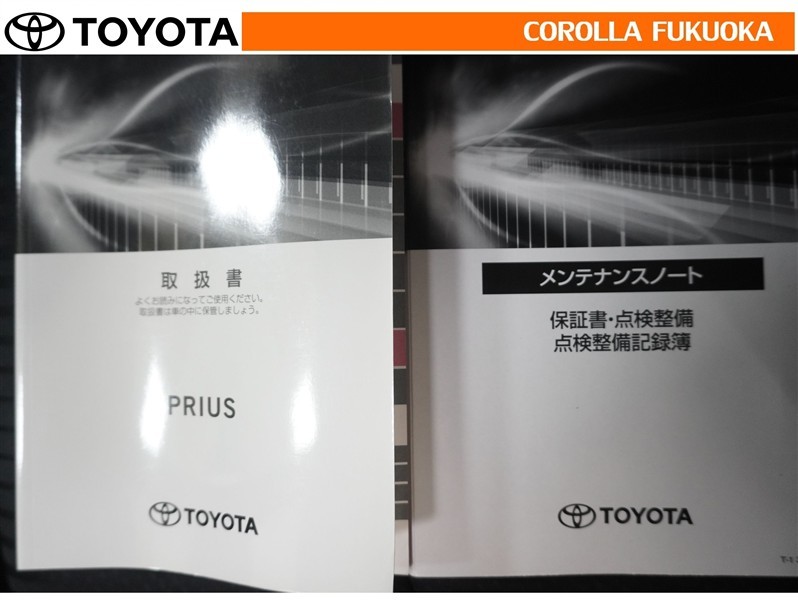 TOYOTA
COROLLA FUKUOKA
取扱書
よくお読みになってご使用ください。
取扱書は車の中に保管しましょう。
PRIUS
TOYOTA
メンテナンスノート
保証書・点検整備
点検整備記録簿
TOYOTA